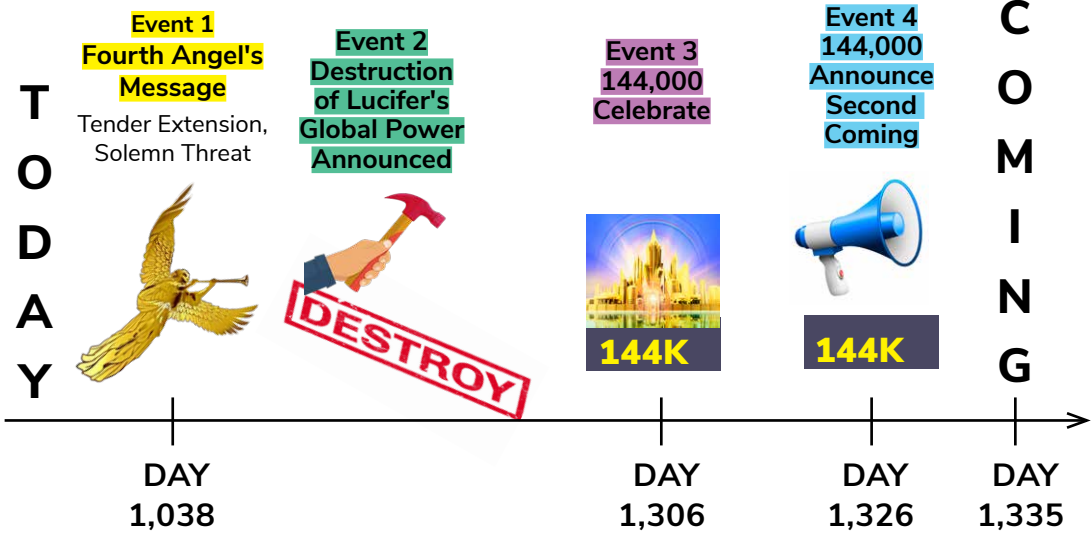 TODAY
Event 1
Fourth Angel's
Message
Tender Extension,
Solemn Threat
Event 2
Destruction
of Lucifer's
Global Power
Announced
DESTROY
Event 3
144,000
Celebrate
144K
Event 4
144,000
Announce
Second
Coming
144K
COMING
DAY
1,038
DAY
1,306
DAY
1,326
DAY
1,335